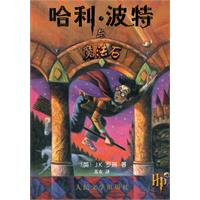 哈利·波特
与
魔法石
[英] J.K.罗琳 著
苏农 译
HP
人民文学出版社